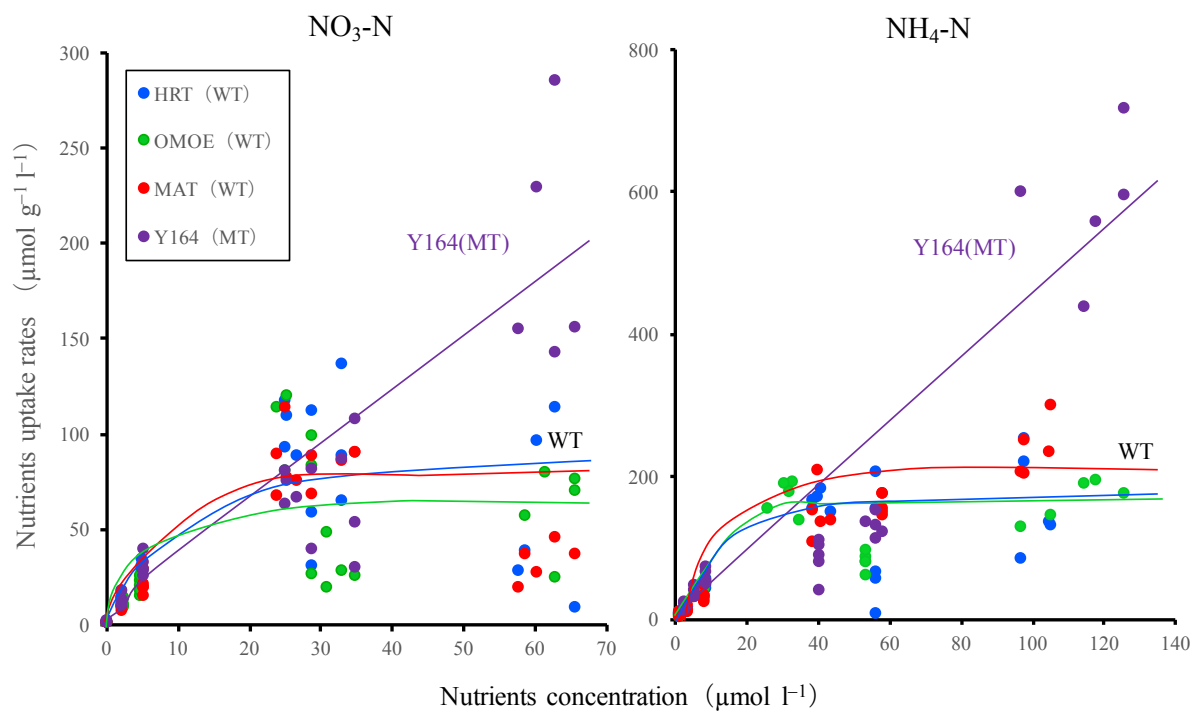 NO₃-N
NH₄-N
300
250
200
150
100
50
0
HRT（WT）
OMOE（WT）
MAT（WT）
Y164（MT）
Y164(MT)
WT
0 10 20 30 40 50 60 70
800
600
400
200
0
Y164(MT)
WT
0 20 40 60 80 100 120 140
Nutrients uptake rates（μmol g⁻¹ l⁻¹）
Nutrients concentration（μmol l⁻¹）